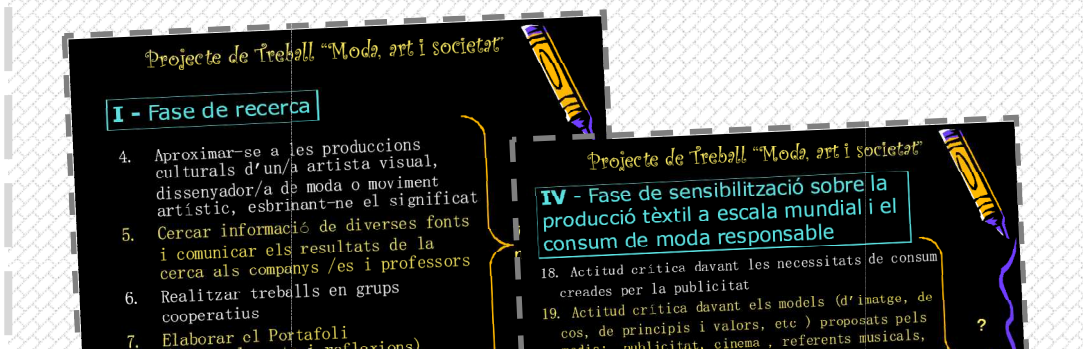 Projecte de Treball “Moda, art i societat”
I - Fase de recerca
4. Aproximar-se a les produccions
culturals d'un/a artista visual,
dissenyador/a de moda o moviment
artístic, esbrinant-ne el significat
5. Cercar informació de diverses fonts
i comunicar els resultats de la
cerca als companys /es i professors
6. Realitzar treballs en grups
cooperatius
7. Elaborar el Portafoli
Projecte de Treball “Moda, art i societat”
IV - Fase de sensibilització sobre la
producció tèxtil a escala mundial i el
consum de moda responsable
18. Actitud crítica davant les necessitats de consum
creades per la publicitat
19. Actitud crítica davant els models (d'imatge, de
cos, de principis i valors, etc ) proposats pels
publicitat, cinema , referents musicals,
?